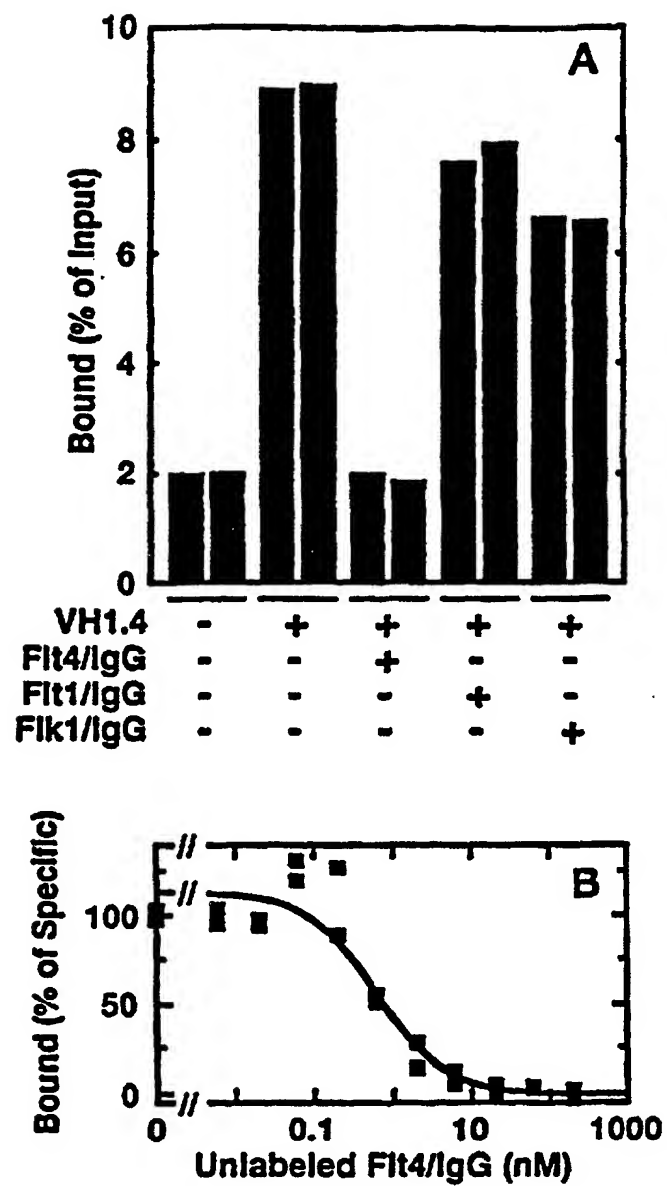 A
10
8
6
4
2
0
Bound (% of Input)
VH1.4 - + + + +
Flt4/IgG - - + - -
Flt1/IgG - - - + -
Flk1/IgG - - - - +
B
100
50
0
Bound (% of Specific)
0 0.1 10 1000
Unlabeled Flt4/IgG (nM)